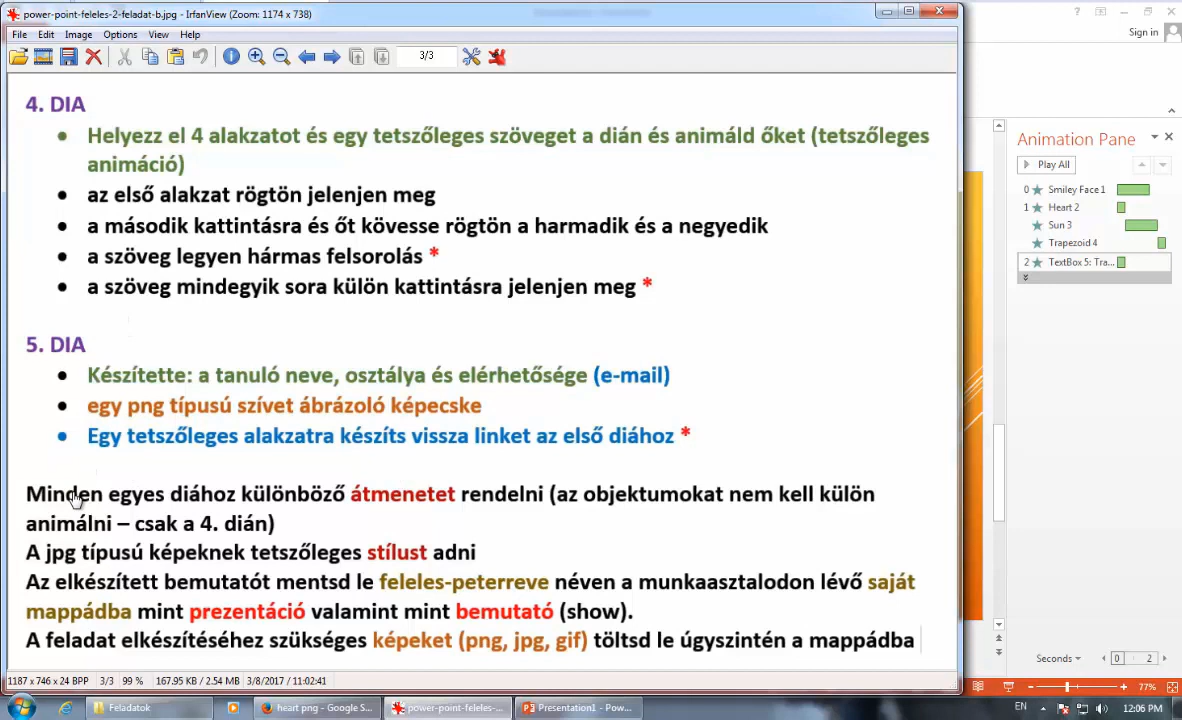 power-point-feleles-2-feladat-b.jpg - IrfanView (Zoom: 1174 x 738)
File Edit Image Options View Help
3/3
4. DIA
• Helyezz el 4 alakzatot és egy tetszőleges szöveget a dián és animáld őket (tetszőleges
animáció)
• az első alakzat rögtön jelenjen meg
• a második kattintásra és őt kövesse rögtön a harmadik és a negyedik
• a szöveg legyen hármas felsorolás *
• a szöveg mindegyik sora külön kattintásra jelenjen meg *
5. DIA
• Készítette: a tanuló neve, osztálya és elérhetősége (e-mail)
• egy png típusú szívet ábrázoló képecske
• Egy tetszőleges alakzatra készíts vissza linket az első diához *
Minden egyes diához különböző átmenetet rendelni (az objektumokat nem kell külön
animálni – csak a 4. dián)
A jpg típusú képeknek tetszőleges stílust adni
Az elkészített bemutatót mentsd le feleles-peterreve néven a munkaasztalodon lévő saját
mappádba mint prezentáció valamint mint bemutató (show).
A feladat elkészítéséhez szükséges képeket (png, jpg, gif) töltsd le úgyszintén a mappádba
1187 x 746 x 24 BPP 3/3 99 % 167.95 KB / 2.54 MB 3/8/2017 / 11:02:41
Sign in
Animation Pane
Play All
0 Smiley Face 1
1 Heart 2
Sun 3
Trapezoid 4
2 TextBox 5: Tra...
Seconds 0 2
77%
Feladatok
heart png - Google S...
power-point-feleles-...
Presentation1 - Pow...
EN 12:06 PM